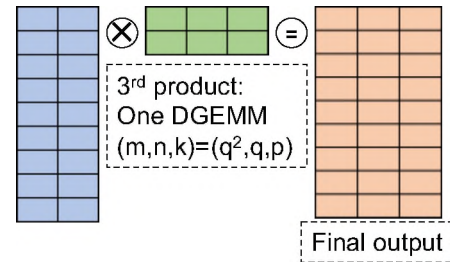 ⊗ =
3rd product:
One DGEMM
(m,n,k)=(q²,q,p)
Final output